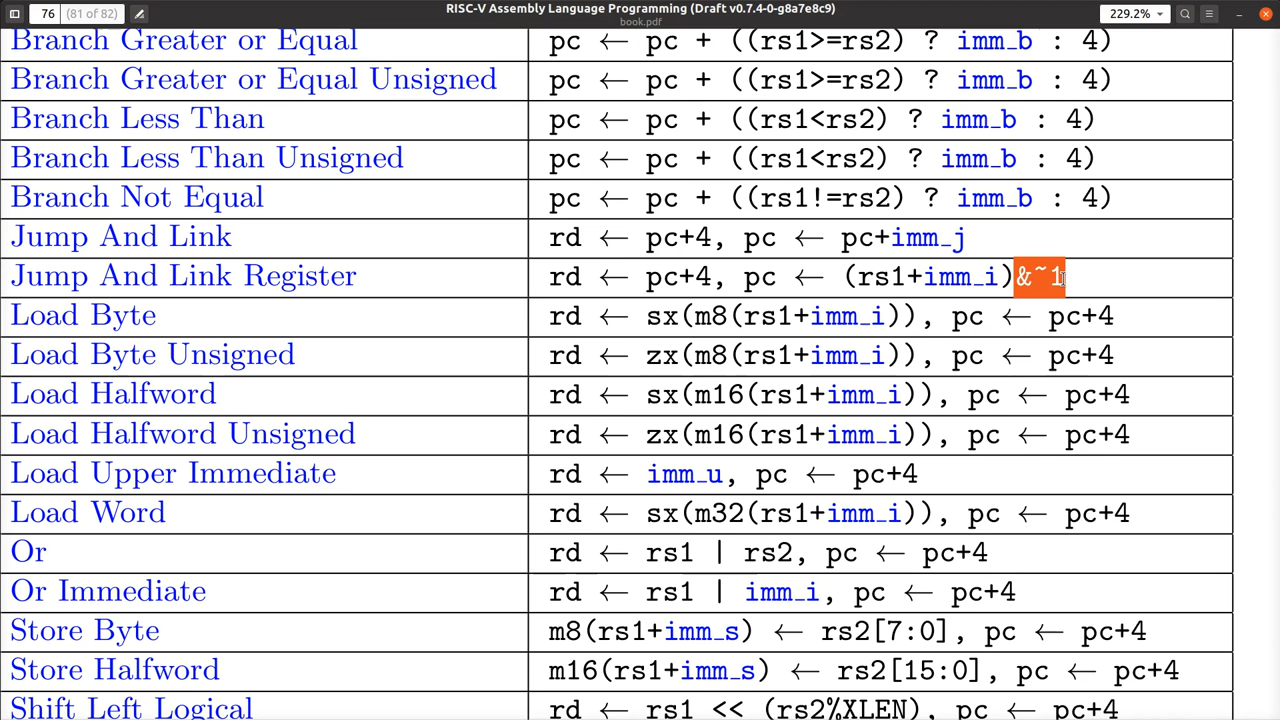 RISC-V Assembly Language Programming (Draft v0.7.4-0-g8a7e8c9)
book.pdf
76 (81 of 82) 229.2%
Branch Greater or Equal pc ← pc + ((rs1>=rs2) ? imm_b : 4)
Branch Greater or Equal Unsigned pc ← pc + ((rs1>=rs2) ? imm_b : 4)
Branch Less Than pc ← pc + ((rs1<rs2) ? imm_b : 4)
Branch Less Than Unsigned pc ← pc + ((rs1<rs2) ? imm_b : 4)
Branch Not Equal pc ← pc + ((rs1!=rs2) ? imm_b : 4)
Jump And Link rd ← pc+4, pc ← pc+imm_j
Jump And Link Register rd ← pc+4, pc ← (rs1+imm_i)&~1
Load Byte rd ← sx(m8(rs1+imm_i)), pc ← pc+4
Load Byte Unsigned rd ← zx(m8(rs1+imm_i)), pc ← pc+4
Load Halfword rd ← sx(m16(rs1+imm_i)), pc ← pc+4
Load Halfword Unsigned rd ← zx(m16(rs1+imm_i)), pc ← pc+4
Load Upper Immediate rd ← imm_u, pc ← pc+4
Load Word rd ← sx(m32(rs1+imm_i)), pc ← pc+4
Or rd ← rs1 | rs2, pc ← pc+4
Or Immediate rd ← rs1 | imm_i, pc ← pc+4
Store Byte m8(rs1+imm_s) ← rs2[7:0], pc ← pc+4
Store Halfword m16(rs1+imm_s) ← rs2[15:0], pc ← pc+4
Shift Left Logical rd ← rs1 << (rs2%XLEN), pc ← pc+4